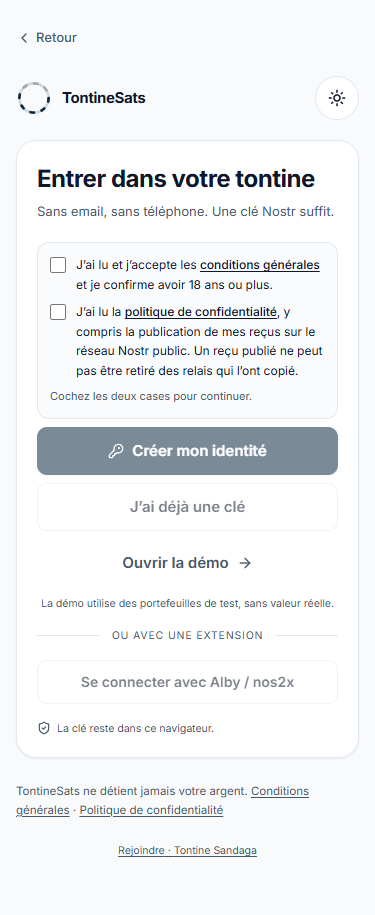 Retour
TontineSats
Entrer dans votre tontine
Sans email, sans téléphone. Une clé Nostr suffit.
J’ai lu et j’accepte les conditions générales
et je confirme avoir 18 ans ou plus.
J’ai lu la politique de confidentialité, y
compris la publication de mes reçus sur le
réseau Nostr public. Un reçu publié ne peut
pas être retiré des relais qui l’ont copié.
Cochez les deux cases pour continuer.
Créer mon identité
J’ai déjà une clé
Ouvrir la démo →
La démo utilise des portefeuilles de test, sans valeur réelle.
OU AVEC UNE EXTENSION
Se connecter avec Alby / nos2x
La clé reste dans ce navigateur.
TontineSats ne détient jamais votre argent. Conditions
générales · Politique de confidentialité
Rejoindre · Tontine Sandaga